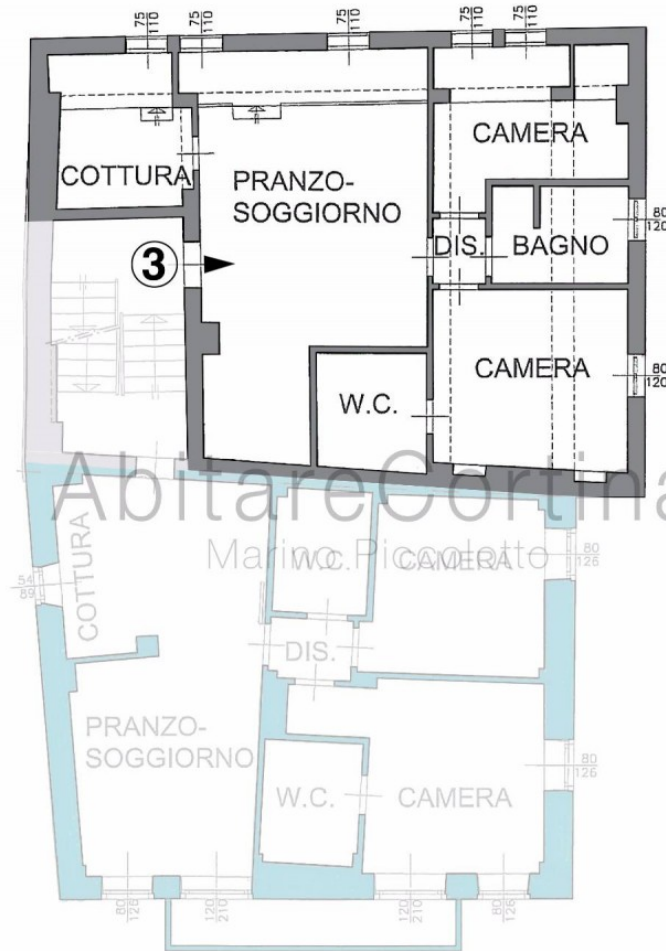 75
110
75
110
75
110
75
110
75
110
COTTURA
PRANZO-
SOGGIORNO
CAMERA
80
120
3
DIS.
BAGNO
CAMERA
80
120
W.C.
AbitareCortina
Marino Piccolotto
COTTURA
54
89
W.C.
CAMERA
80
126
DIS.
PRANZO-
SOGGIORNO
80
126
W.C.
CAMERA
80
126
120
210
120
210
80
126